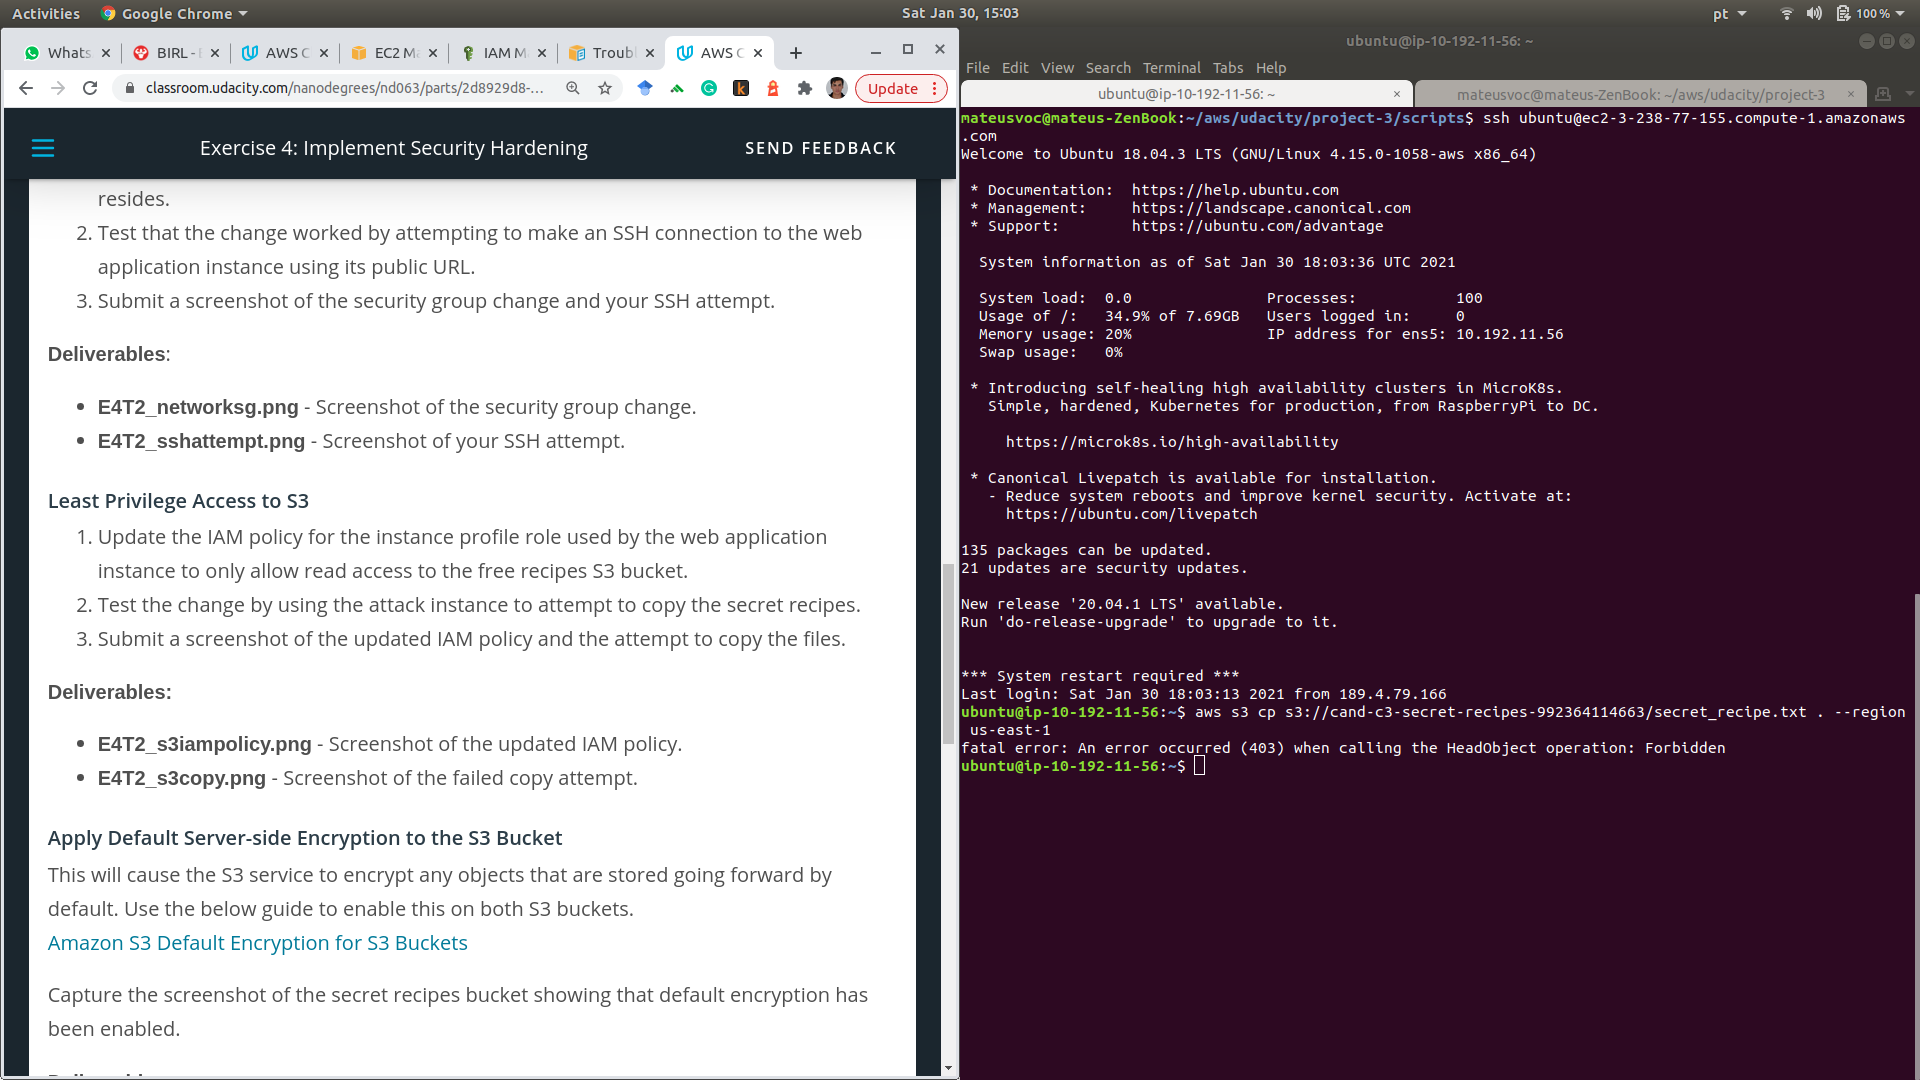 Activities
Google Chrome
Sat Jan 30, 15:03
pt
100 %
Whats
BIRL - E
AWS C
EC2 Ma
IAM M
Troub
AWS C
classroom.udacity.com/nanodegrees/nd063/parts/2d8929d8-...
Update
Exercise 4: Implement Security Hardening
SEND FEEDBACK
resides.
2. Test that the change worked by attempting to make an SSH connection to the web
application instance using its public URL.
3. Submit a screenshot of the security group change and your SSH attempt.
Deliverables:
• E4T2_networksg.png - Screenshot of the security group change.
• E4T2_sshattempt.png - Screenshot of your SSH attempt.
Least Privilege Access to S3
1. Update the IAM policy for the instance profile role used by the web application
instance to only allow read access to the free recipes S3 bucket.
2. Test the change by using the attack instance to attempt to copy the secret recipes.
3. Submit a screenshot of the updated IAM policy and the attempt to copy the files.
Deliverables:
• E4T2_s3iampolicy.png - Screenshot of the updated IAM policy.
• E4T2_s3copy.png - Screenshot of the failed copy attempt.
Apply Default Server-side Encryption to the S3 Bucket
This will cause the S3 service to encrypt any objects that are stored going forward by
default. Use the below guide to enable this on both S3 buckets.
Amazon S3 Default Encryption for S3 Buckets
Capture the screenshot of the secret recipes bucket showing that default encryption has
been enabled.
ubuntu@ip-10-192-11-56: ~
File Edit View Search Terminal Tabs Help
ubuntu@ip-10-192-11-56: ~
mateusvoc@mateus-ZenBook: ~/aws/udacity/project-3
mateusvoc@mateus-ZenBook:~/aws/udacity/project-3/scripts$ ssh ubuntu@ec2-3-238-77-155.compute-1.amazonaws
.com
Welcome to Ubuntu 18.04.3 LTS (GNU/Linux 4.15.0-1058-aws x86_64)
* Documentation:  https://help.ubuntu.com
* Management:     https://landscape.canonical.com
* Support:        https://ubuntu.com/advantage
System information as of Sat Jan 30 18:03:36 UTC 2021
System load:  0.0               Processes:           100
Usage of /:   34.9% of 7.69GB   Users logged in:     0
Memory usage: 20%               IP address for ens5: 10.192.11.56
Swap usage:   0%
* Introducing self-healing high availability clusters in MicroK8s.
Simple, hardened, Kubernetes for production, from RaspberryPi to DC.
https://microk8s.io/high-availability
* Canonical Livepatch is available for installation.
- Reduce system reboots and improve kernel security. Activate at:
https://ubuntu.com/livepatch
135 packages can be updated.
21 updates are security updates.
New release '20.04.1 LTS' available.
Run 'do-release-upgrade' to upgrade to it.
*** System restart required ***
Last login: Sat Jan 30 18:03:13 2021 from 189.4.79.166
ubuntu@ip-10-192-11-56:~$ aws s3 cp s3://cand-c3-secret-recipes-992364114663/secret_recipe.txt . --region
us-east-1
fatal error: An error occurred (403) when calling the HeadObject operation: Forbidden
ubuntu@ip-10-192-11-56:~$